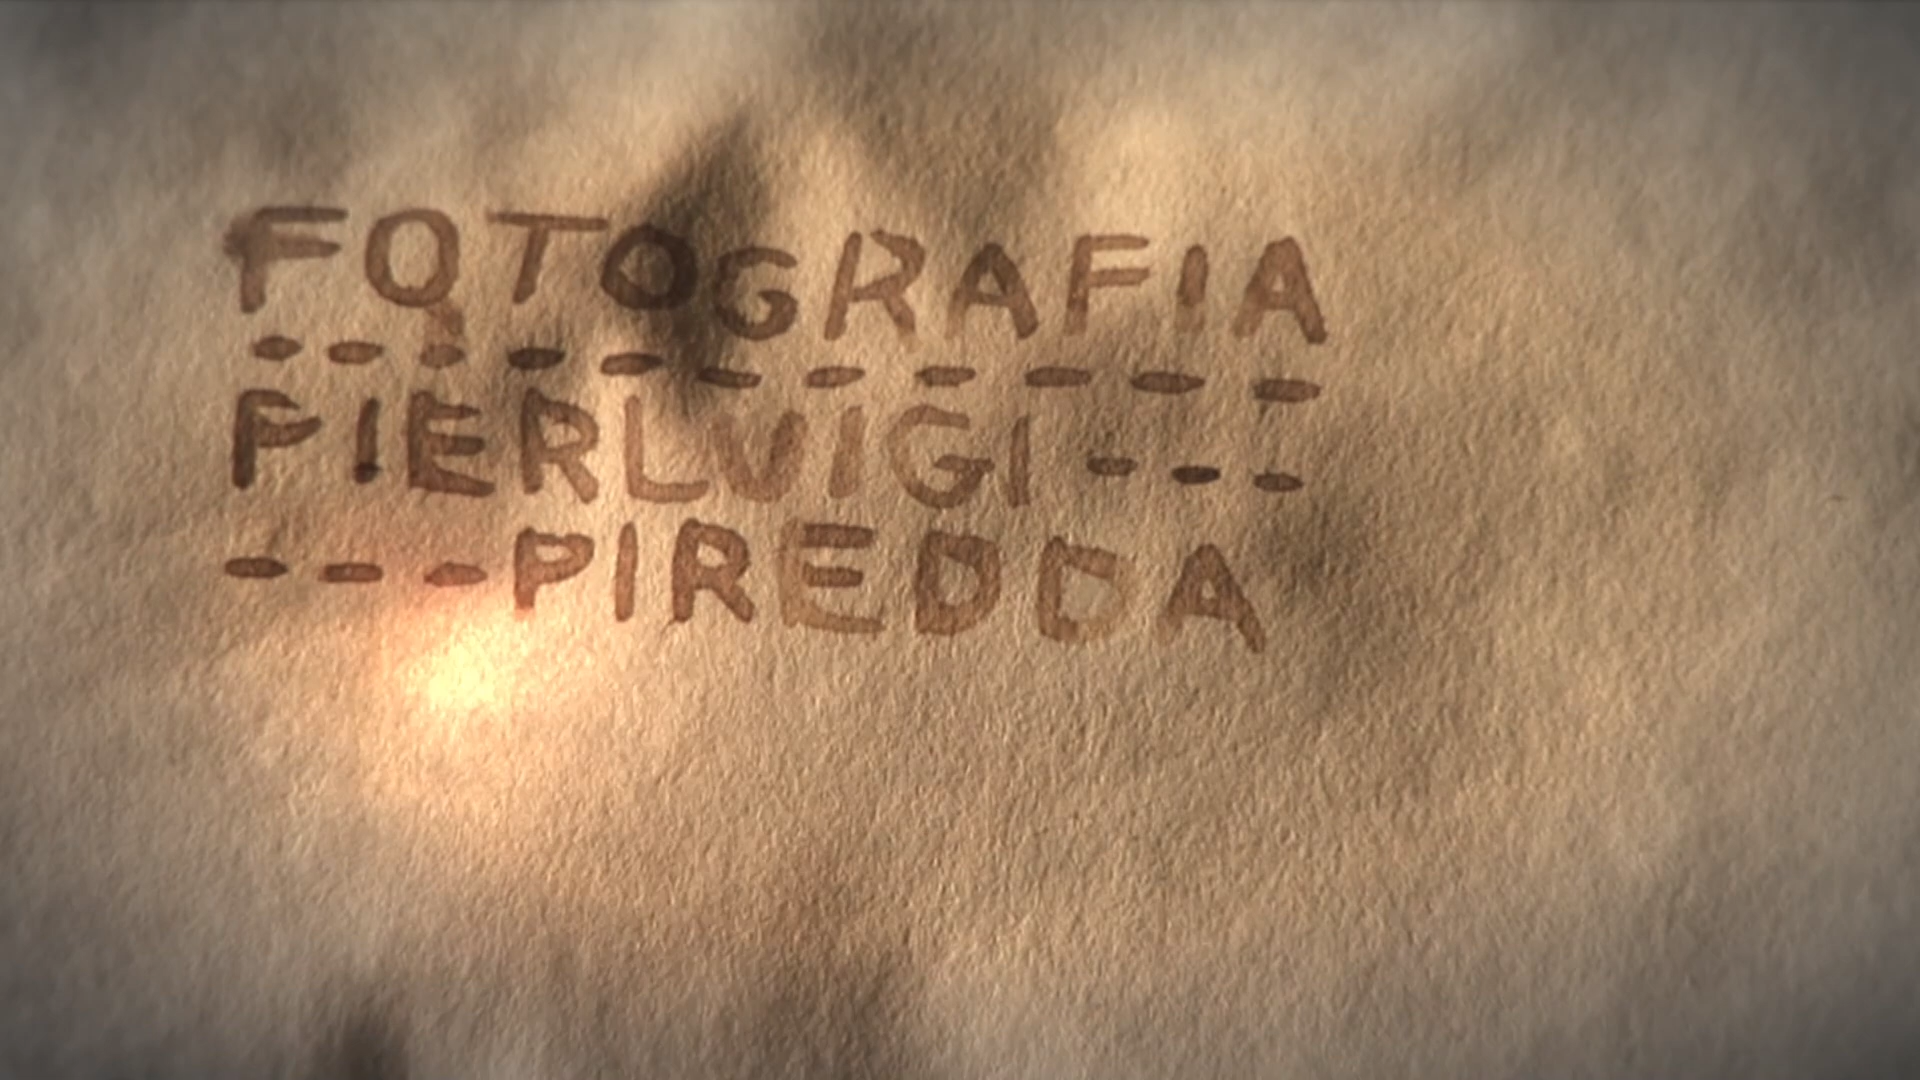 FOTOGRAFIA
- - - - - - - - - - -
PIERLUIGI - - -
- - - PIREDDA